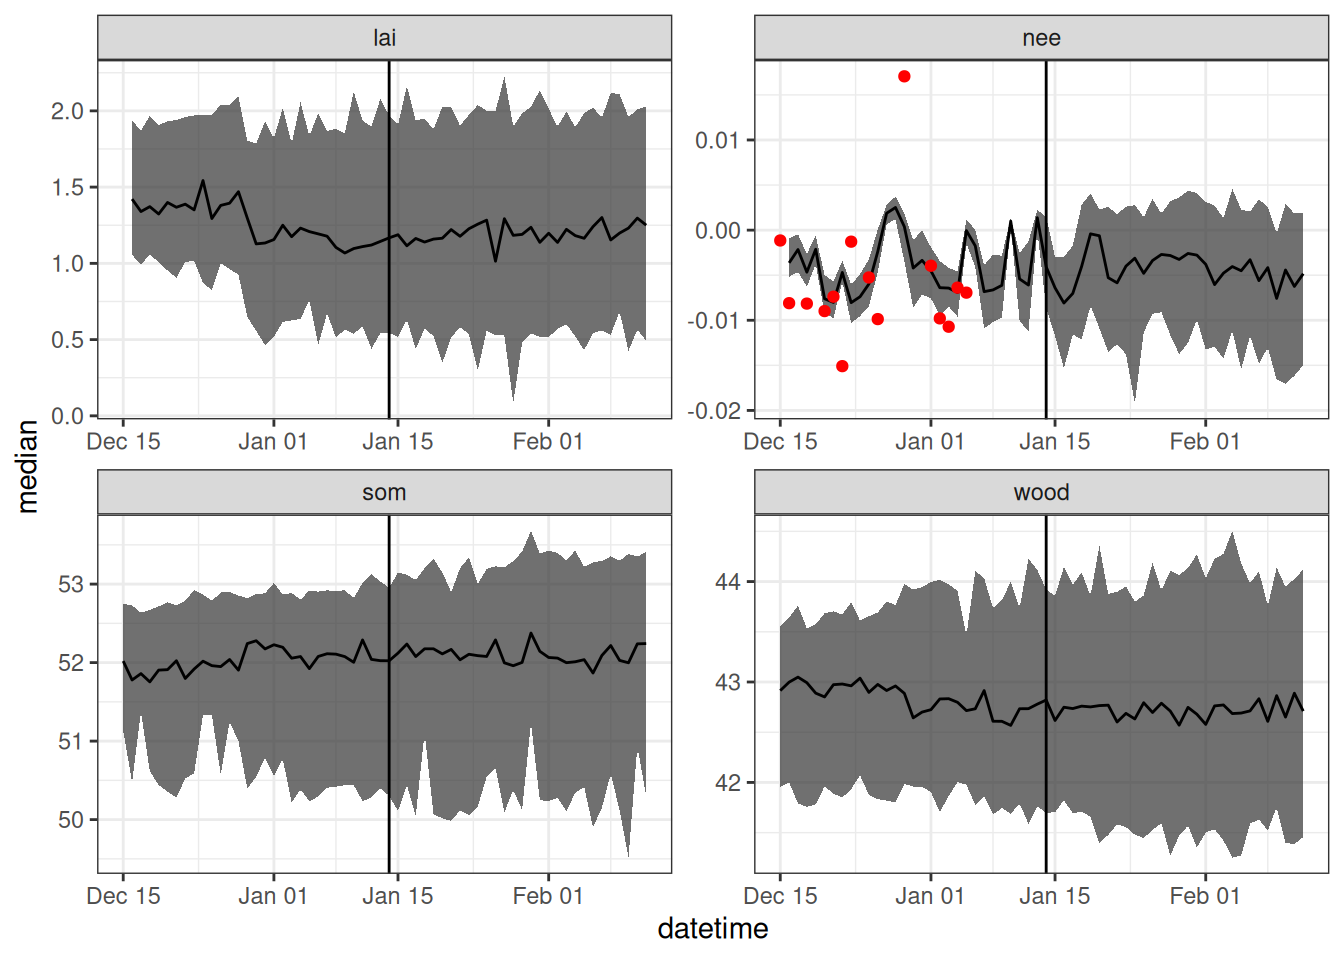 lai
nee
2.0
1.5
1.0
0.5
0.0
0.01
0.00
-0.01
-0.02
Dec 15 Jan 01 Jan 15 Feb 01
Dec 15 Jan 01 Jan 15 Feb 01
median
som
wood
53
52
51
50
44
43
42
Dec 15 Jan 01 Jan 15 Feb 01
Dec 15 Jan 01 Jan 15 Feb 01
datetime